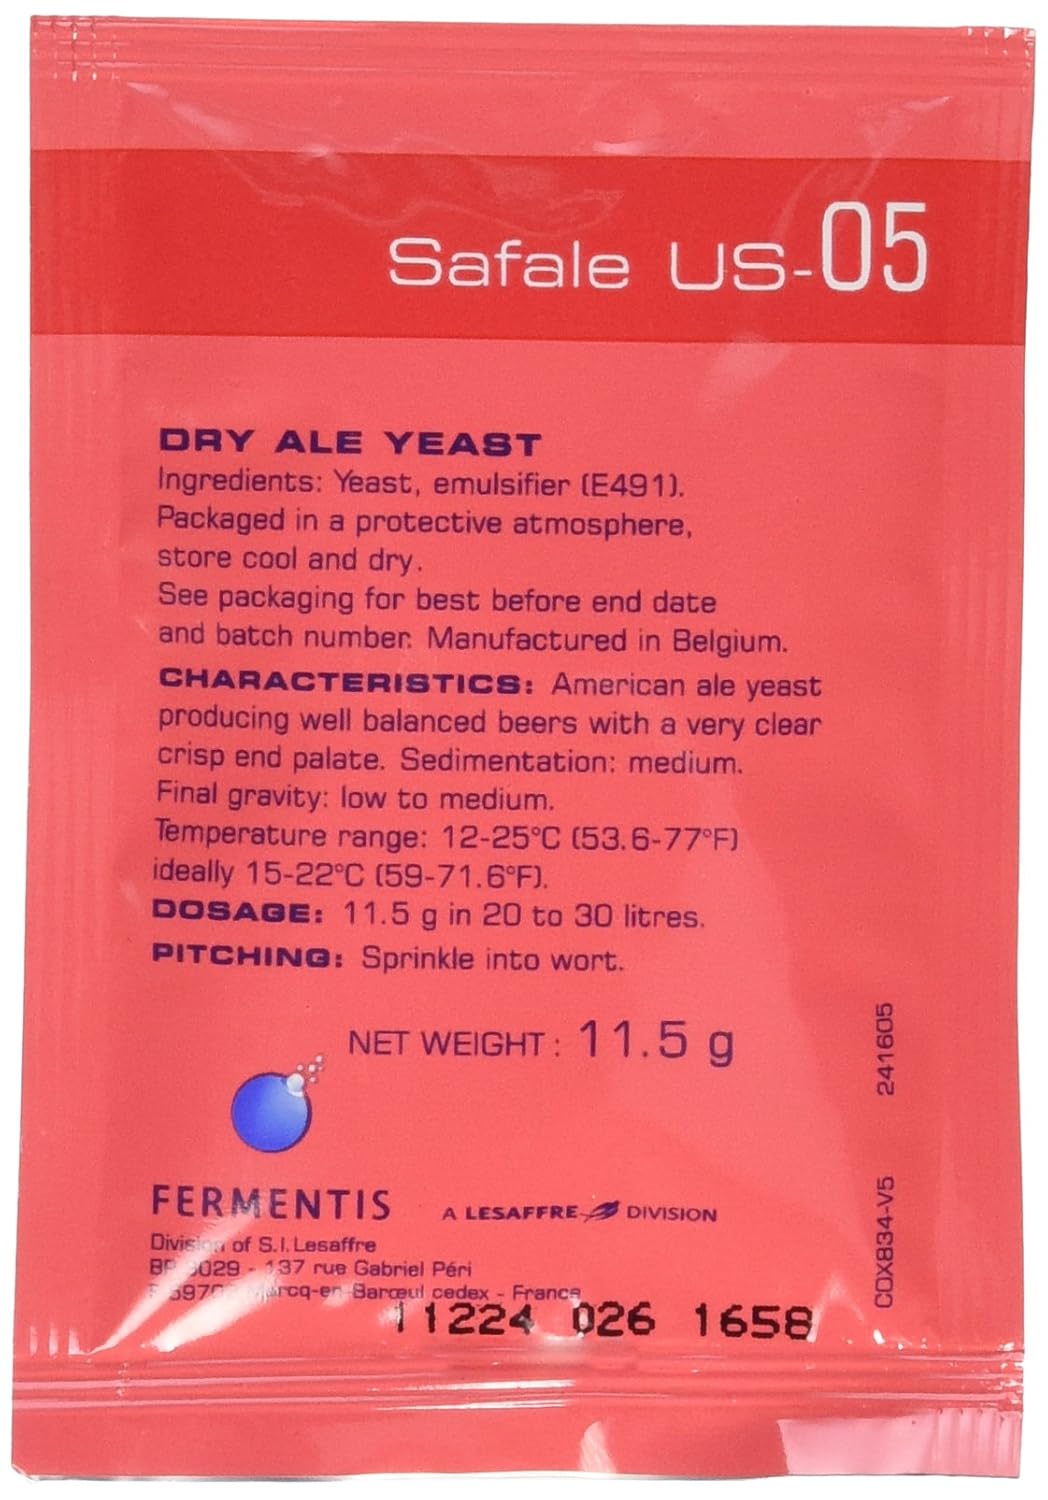 Safale US-05
DRY ALE YEAST
Ingredients: Yeast, emulsifier (E491).
Packaged in a protective atmosphere,
store cool and dry.
See packaging for best before end date
and batch number. Manufactured in Belgium.
CHARACTERISTICS: American ale yeast
producing well balanced beers with a very clear
crisp end palate. Sedimentation: medium.
Final gravity: low to medium.
Temperature range: 12-25°C (53.6-77°F)
ideally 15-22°C (59-71.6°F).
DOSAGE: 11.5 g in 20 to 30 litres.
PITCHING: Sprinkle into wort.
NET WEIGHT : 11.5 g
FERMENTIS
A LESAFFRE DIVISION
Division of S.I.Lesaffre
137 rue Gabriel Péri
Marcq-en-Barœul cedex - France
11224 026 1658
COX834-V5 241605